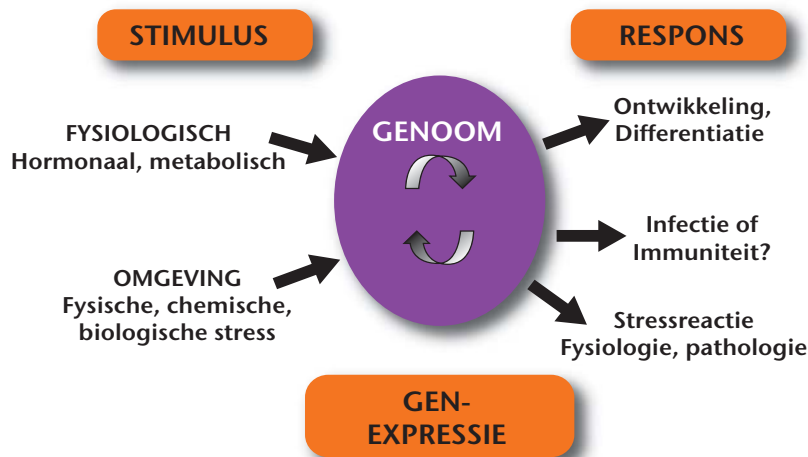 STIMULUS
RESPONS
GENOOM
FYSIOLOGISCH
Hormonaal, metabolisch
OMGEVING
Fysische, chemische,
biologische stress
Ontwikkeling,
Differentiatie
Infectie of
Immuniteit?
Stressreactie
Fysiologie, pathologie
GEN-
EXPRESSIE